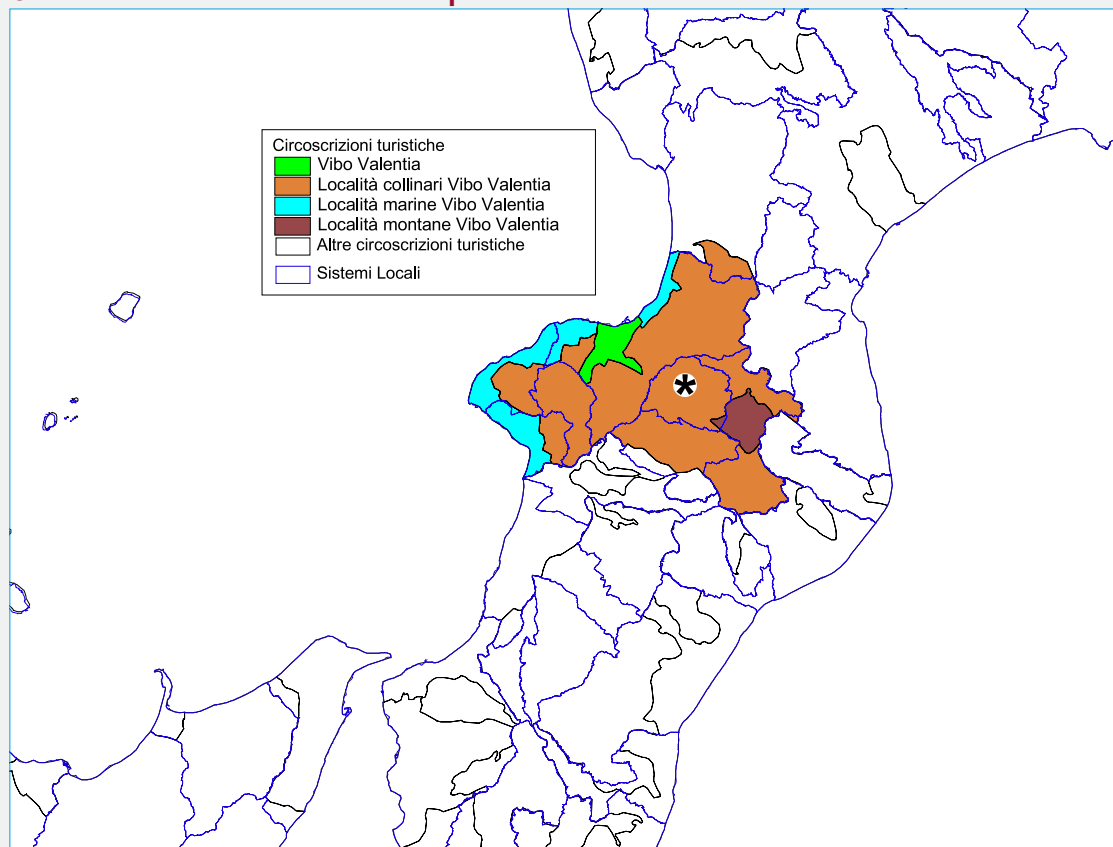 Circoscrizioni turistiche
Vibo Valentia
Località collinari Vibo Valentia
Località marine Vibo Valentia
Località montane Vibo Valentia
Altre circoscrizioni turistiche
Sistemi Locali
*